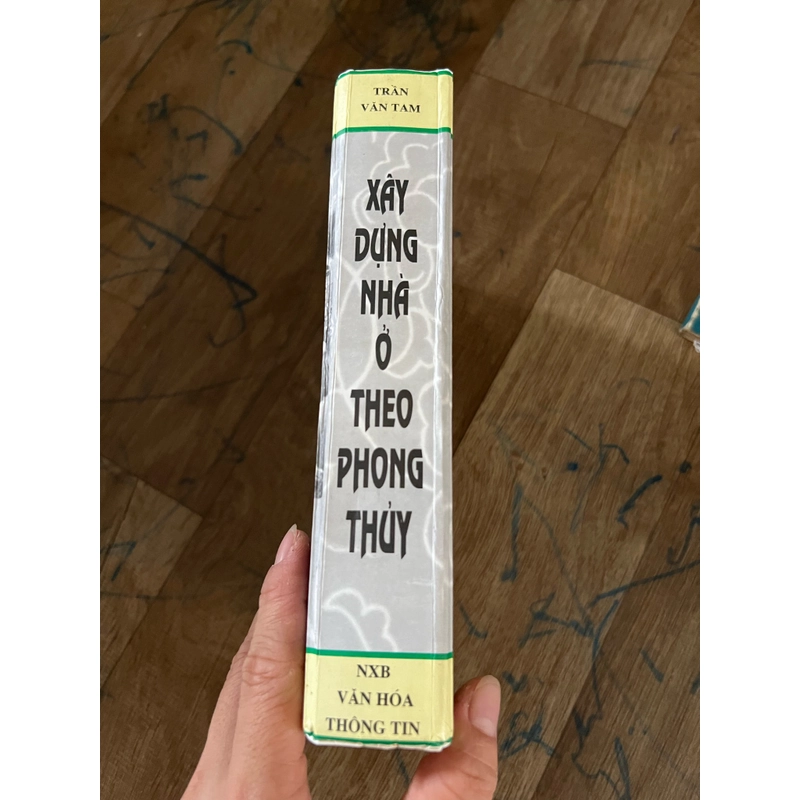 TRẦN
VĂN TAM
XÂY
DỰNG
NHÀ
Ở
THEO
PHONG
THỦY
NXB
VĂN HÓA
THÔNG TIN